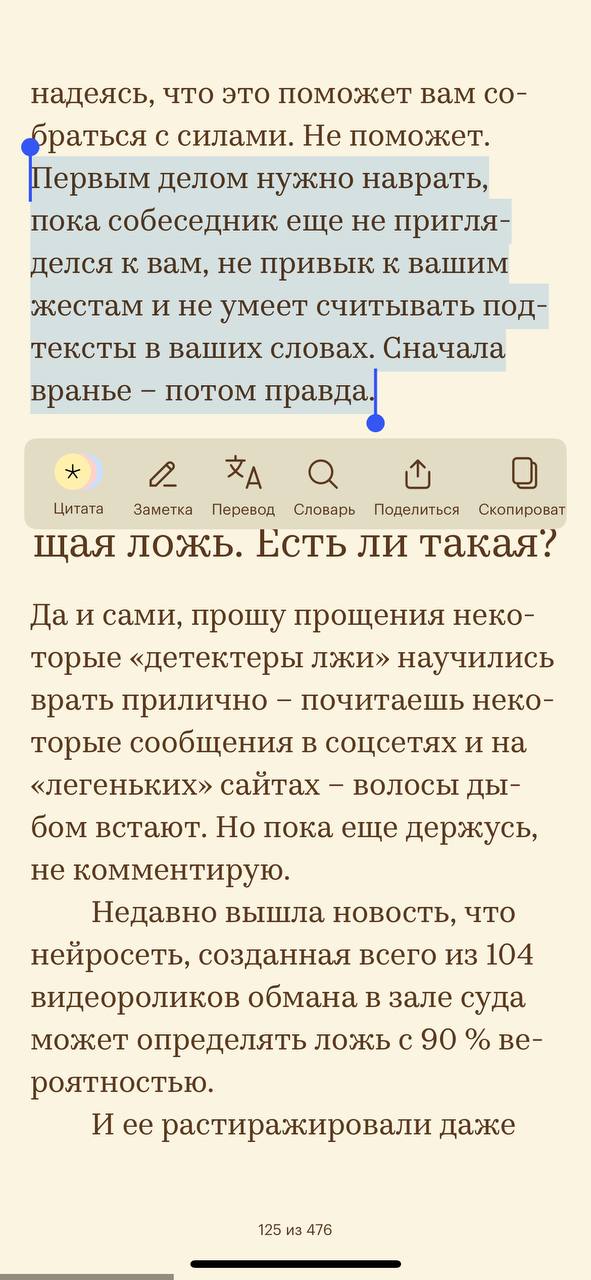 надеясь, что это поможет вам со-
браться с силами. Не поможет.
Первым делом нужно наврать,
пока собеседник еще не пригля-
делся к вам, не привык к вашим
жестам и не умеет считывать под-
тексты в ваших словах. Сначала
вранье – потом правда.
Цитата Заметка Перевод Словарь Поделиться Скопироват
щая ложь. Есть ли такая?
Да и сами, прошу прощения неко-
торые «детектеры лжи» научились
врать прилично – почитаешь неко-
торые сообщения в соцсетях и на
«легеньких» сайтах – волосы ды-
бом встают. Но пока еще держусь,
не комментирую.
Недавно вышла новость, что
нейросеть, созданная всего из 104
видеороликов обмана в зале суда
может определять ложь с 90 % ве-
роятностью.
И ее растиражировали даже
125 из 476